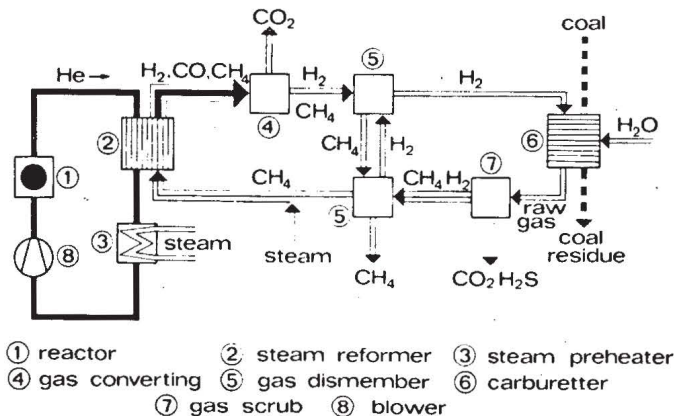 CO₂
coal
He →
H₂,CO,CH₄
H₂
CH₄
⑤
H₂
④
②
CH₄
H₂
⑥
H₂O
①
CH₄
CH₄ H₂
⑦
raw
gas
③
steam
⑤
⑧
steam
CH₄
CO₂ H₂S
coal
residue
① reactor ② steam reformer ③ steam preheater
④ gas converting ⑤ gas dismember ⑥ carburetter
⑦ gas scrub ⑧ blower